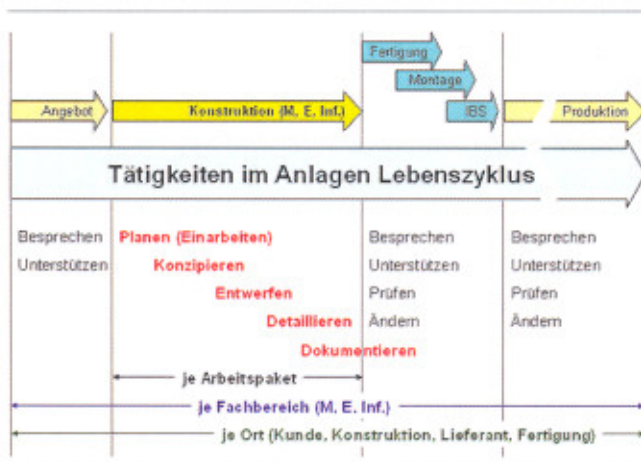 Fertigung
Montage
IBS
Angebot
Konstruktion (M, E, Inf.)
Produktion
Tätigkeiten im Anlagen Lebenszyklus
Besprechen
Unterstützen
Planen (Einarbeiten)
Konzipieren
Entwerfen
Detaillieren
Dokumentieren
Besprechen
Unterstützen
Prüfen
Ändern
Besprechen
Unterstützen
Prüfen
Ändern
je Arbeitspaket
je Fachbereich (M, E, Inf.)
je Ort (Kunde, Konstruktion, Lieferant, Fertigung)